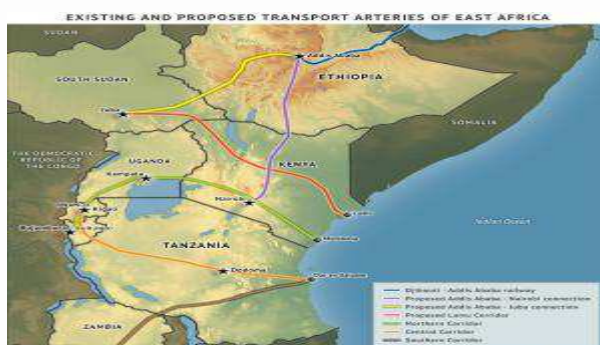 EXISTING AND PROPOSED TRANSPORT ARTERIES OF EAST AFRICA
SUDAN
Addis Ababa
ETHIOPIA
SOUTH SUDAN
Juba
SOMALIA
THE DEMOCRATIC
REPUBLIC OF
THE CONGO
UGANDA
KENYA
Kampala
Nairobi
Kigali
Indian Ocean
Mombasa
TANZANIA
Dodoma
Dar es Salaam
ZAMBIA
Djibouti - Addis Ababa railway
Proposed Addis Ababa - Nairobi connection
Proposed Addis Ababa - Juba connection
Proposed Lamu Corridor
Northern Corridor
Central Corridor
Southern Corridor